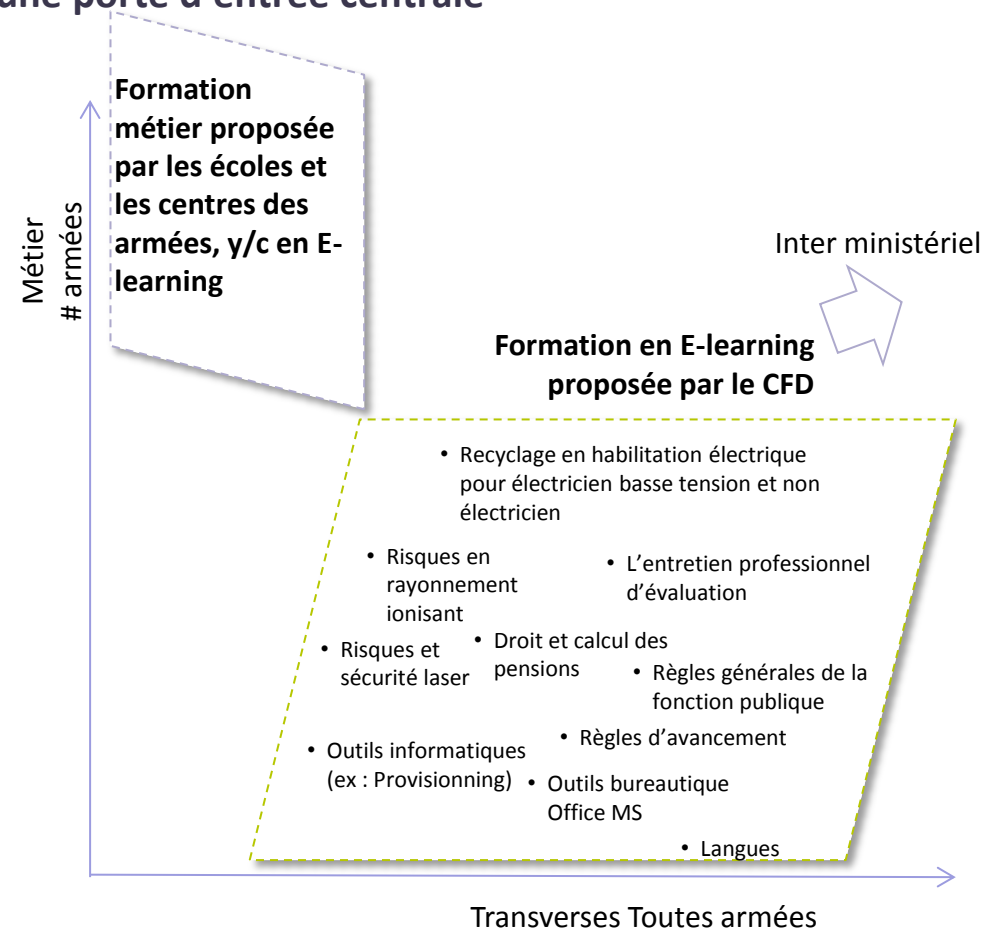 une porte d'entrée centrale
Formation
métier proposée
par les écoles et
les centres des
armées, y/c en E-
learning
Métier
# armées
Inter ministériel
Formation en E-learning
proposée par le CFD
• Recyclage en habilitation électrique
pour électricien basse tension et non
électricien
• Risques en
rayonnement
ionisant
• L'entretien professionnel
d'évaluation
• Risques et
sécurité laser
• Droit et calcul des
pensions
• Règles générales de la
fonction publique
• Outils informatiques
(ex : Provisionning)
• Règles d'avancement
• Outils bureautique
Office MS
• Langues
Transverses Toutes armées